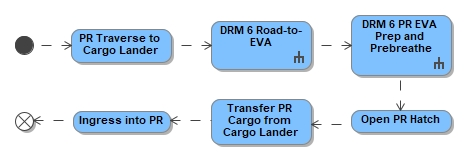 PR Traverse to
Cargo Lander
DRM 6 Road-to-
EVA
DRM 6 PR EVA
Prep and
Prebreathe
Open PR Hatch
Transfer PR
Cargo from
Cargo Lander
Ingress into PR